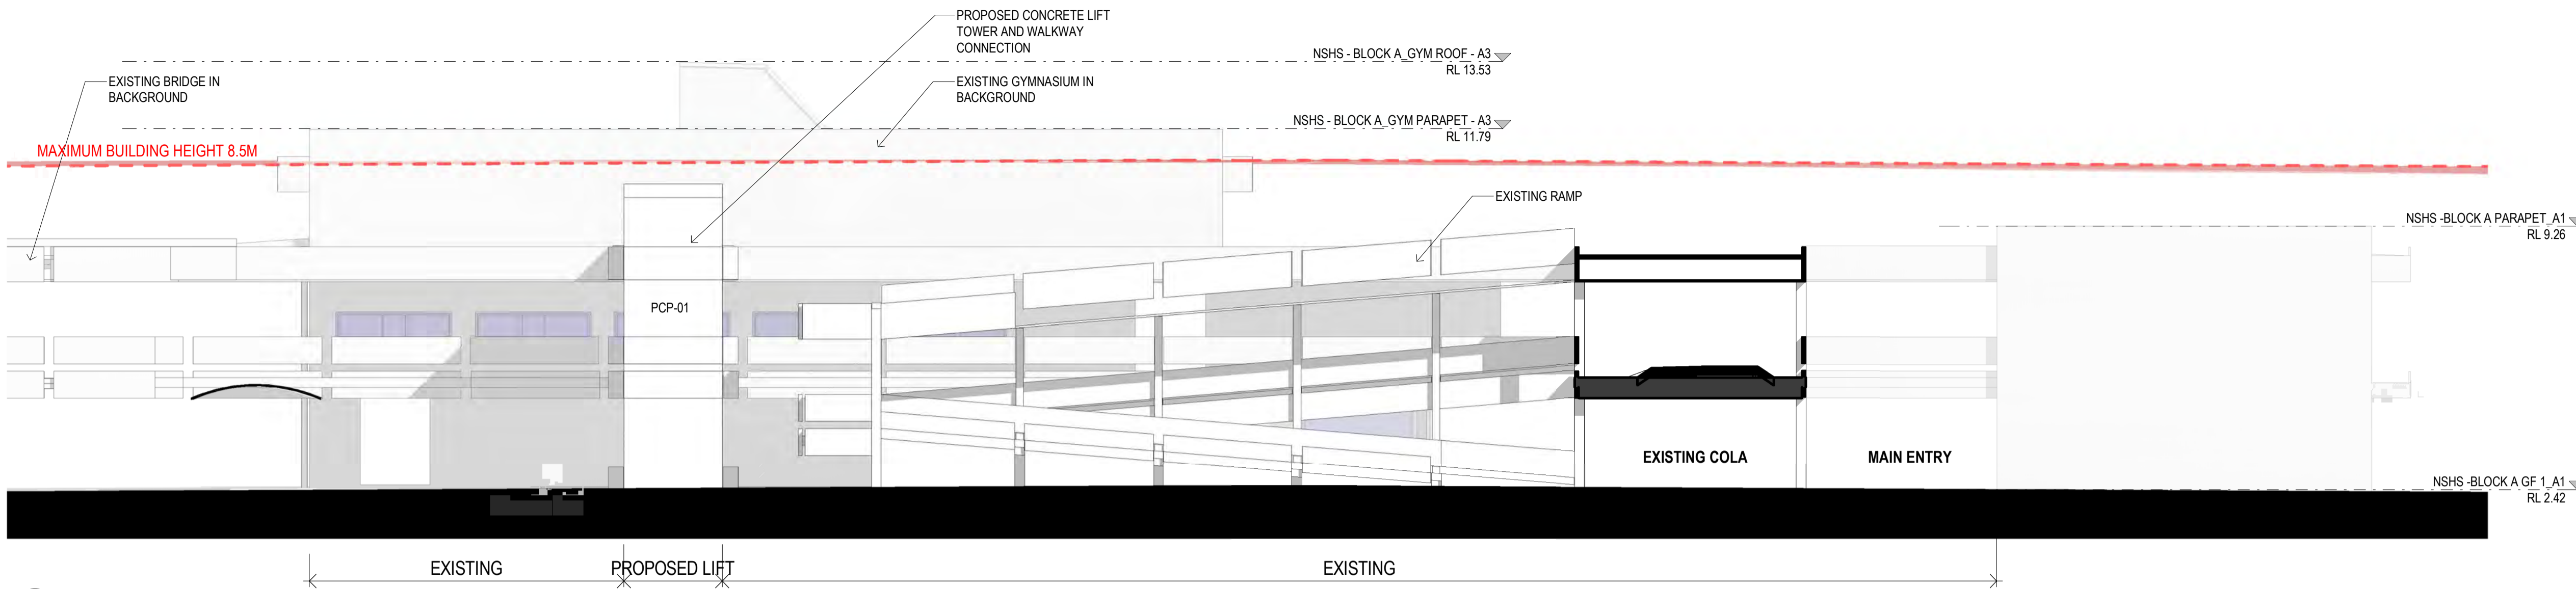 PROPOSED CONCRETE LIFT
TOWER AND WALKWAY
CONNECTION
NSHS - BLOCK A_GYM ROOF - A3
RL 13.53
EXISTING BRIDGE IN
BACKGROUND
EXISTING GYMNASIUM IN
BACKGROUND
NSHS - BLOCK A_GYM PARAPET - A3
RL 11.79
MAXIMUM BUILDING HEIGHT 8.5M
EXISTING RAMP
NSHS -BLOCK A PARAPET_A1
RL 9.26
PCP-01
EXISTING COLA
MAIN ENTRY
NSHS -BLOCK A GF 1_A1
RL 2.42
EXISTING
PROPOSED LIFT
EXISTING